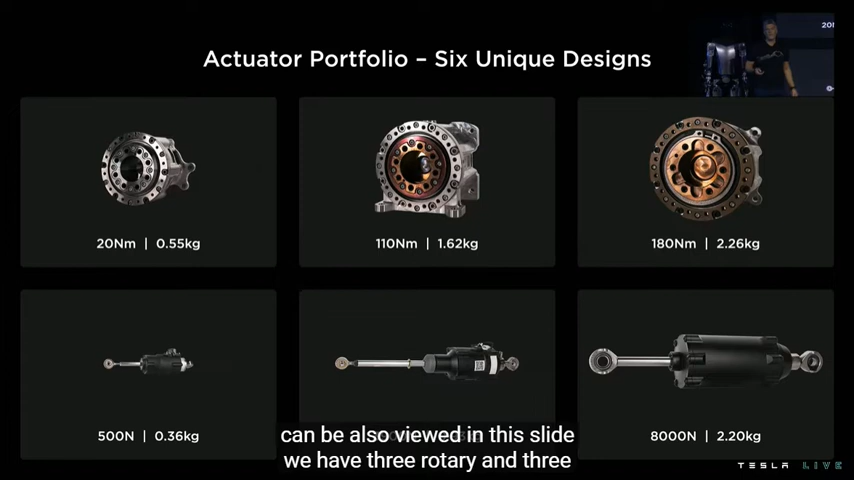 Actuator Portfolio – Six Unique Designs
20Nm | 0.55kg
110Nm | 1.62kg
180Nm | 2.26kg
500N | 0.36kg
8000N | 2.20kg
can be also viewed in this slide
we have three rotary and three
TESLA LIVE